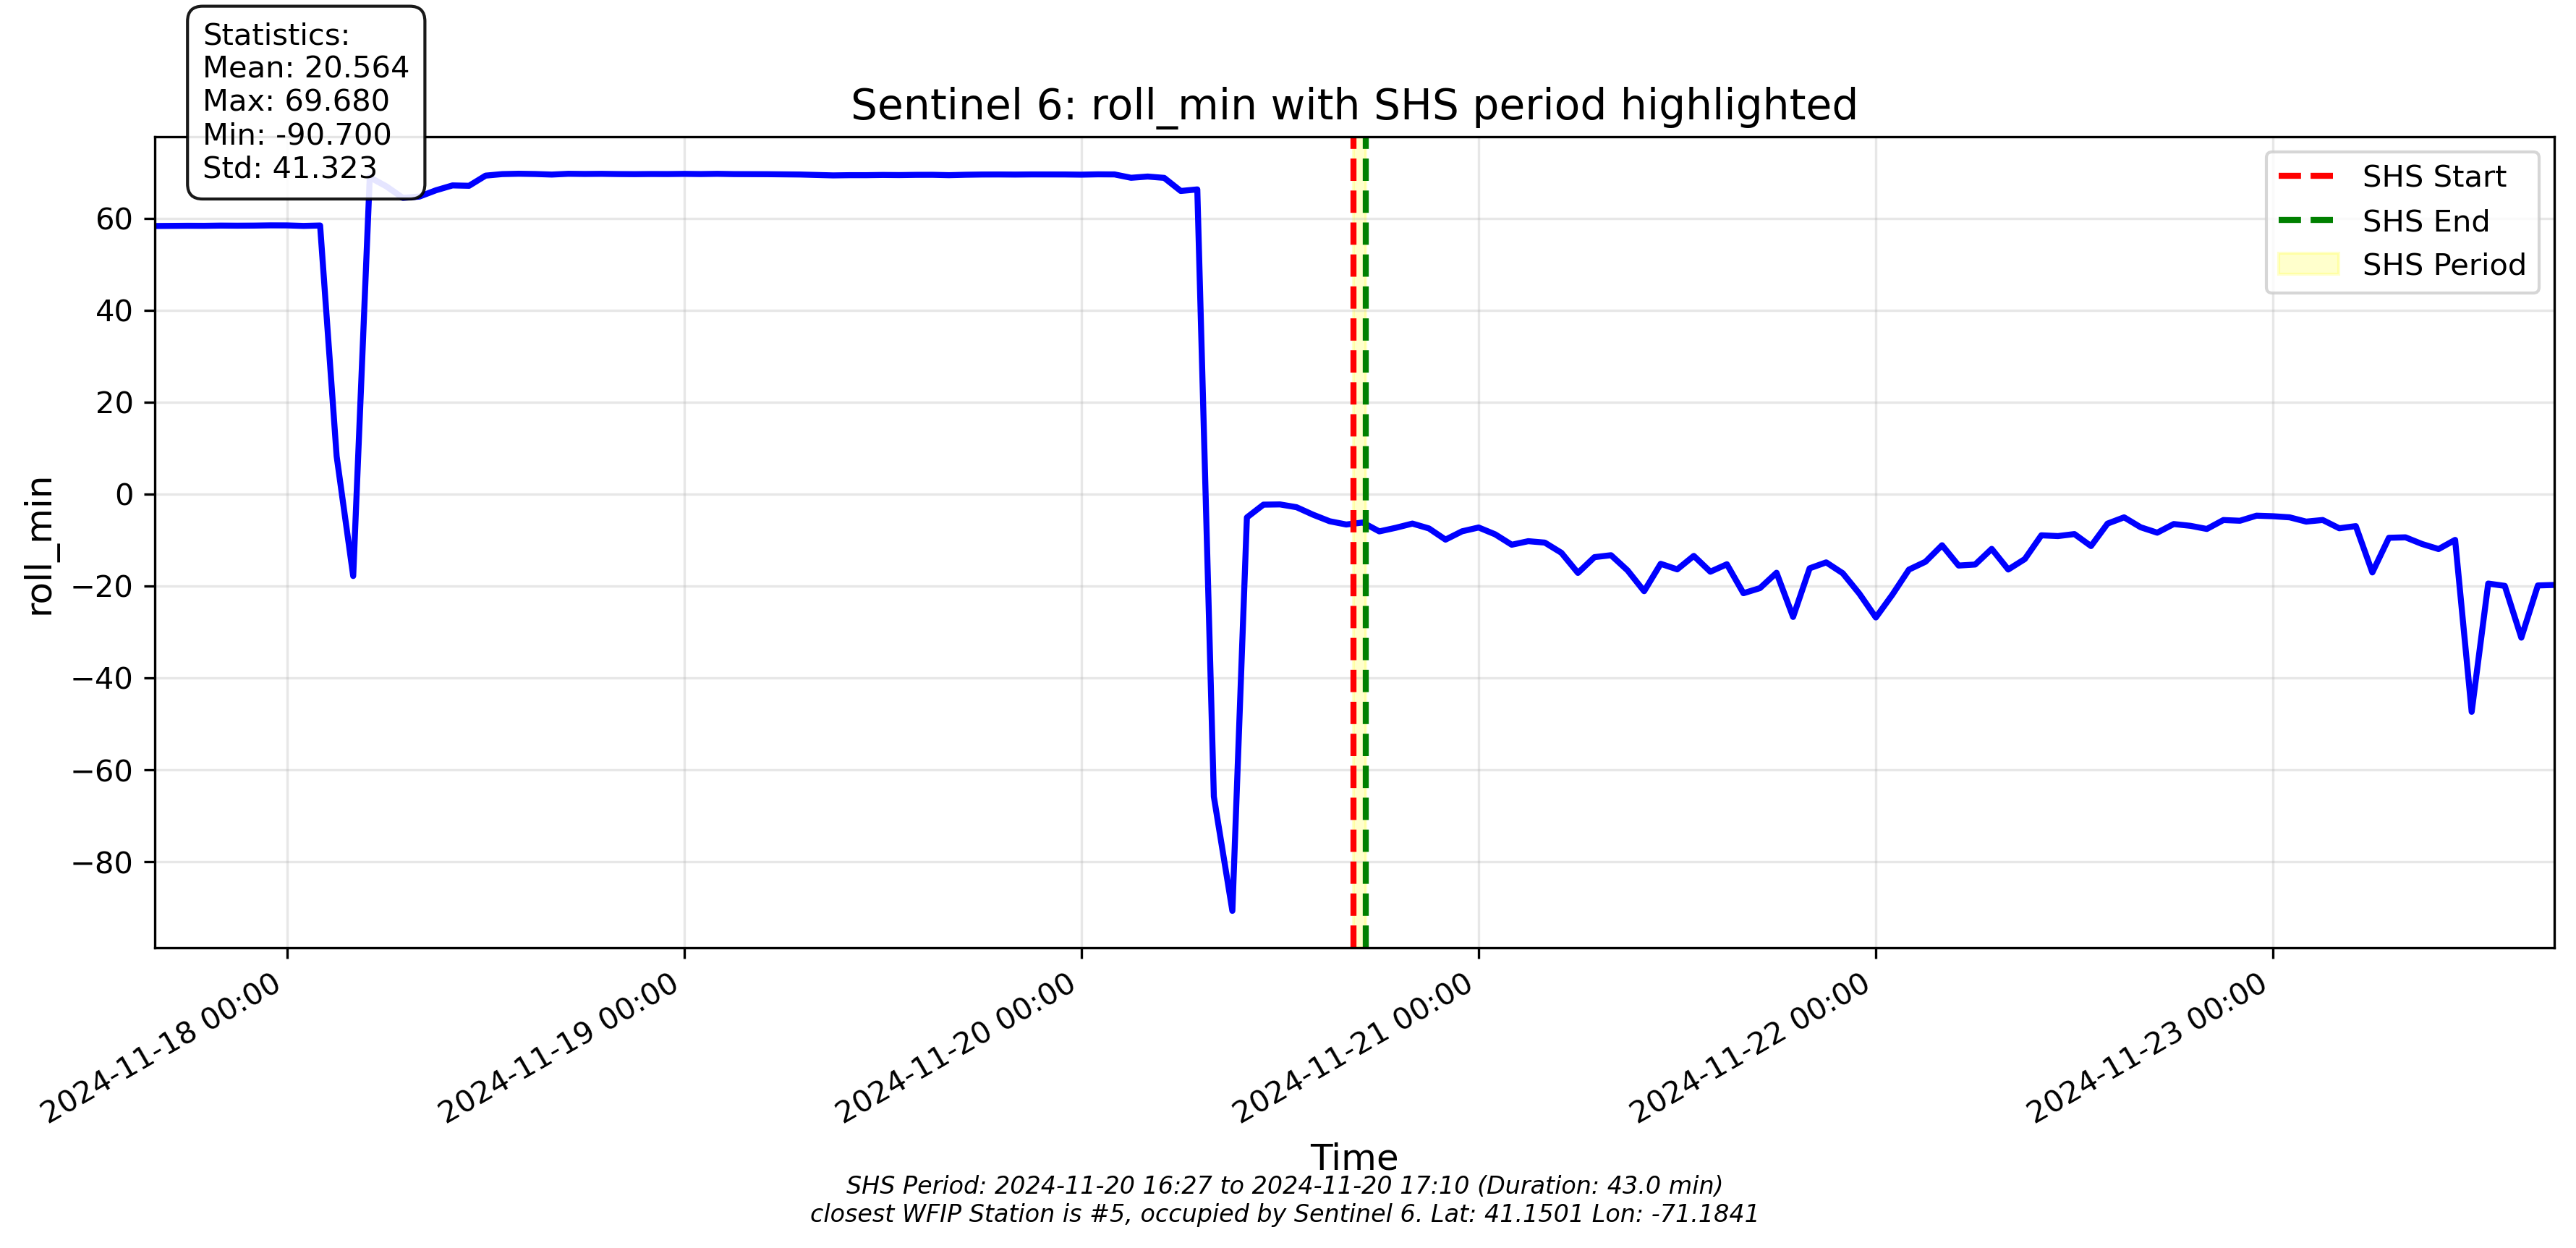 Statistics:
Mean: 20.564
Max: 69.680
Min: -90.700
Std: 41.323
Sentinel 6: roll_min with SHS period highlighted
SHS Start
SHS End
SHS Period
roll_min
60
40
20
0
−20
−40
−60
−80
2024-11-18 00:00
2024-11-19 00:00
2024-11-20 00:00
2024-11-21 00:00
2024-11-22 00:00
2024-11-23 00:00
Time
SHS Period: 2024-11-20 16:27 to 2024-11-20 17:10 (Duration: 43.0 min)
closest WFIP Station is #5, occupied by Sentinel 6. Lat: 41.1501 Lon: -71.1841